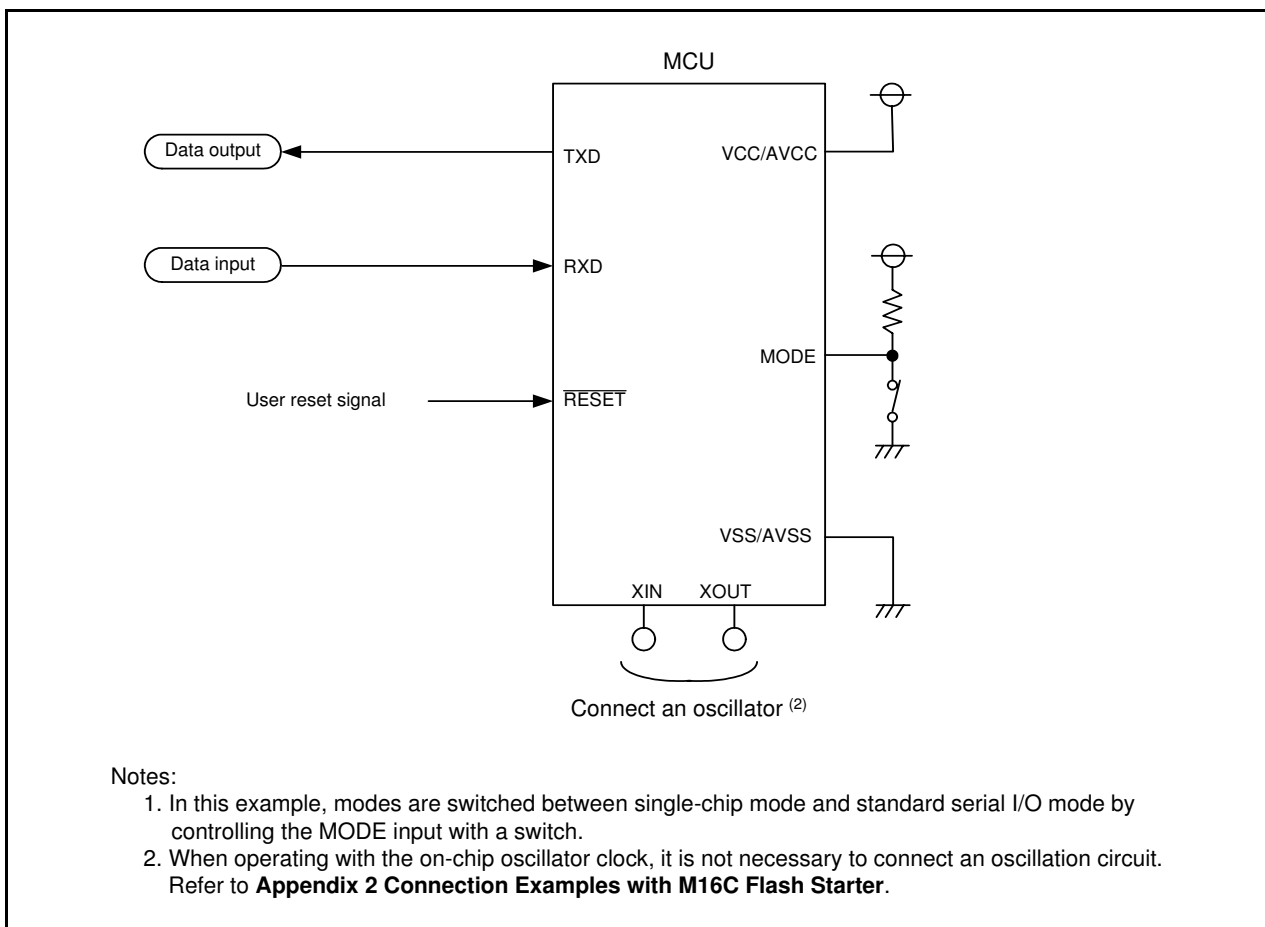 MCU
Data output
TXD
VCC/AVCC
Data input
RXD
MODE
User reset signal
RESET
VSS/AVSS
XIN
XOUT
Connect an oscillator (2)
Notes:
1. In this example, modes are switched between single-chip mode and standard serial I/O mode by
controlling the MODE input with a switch.
2. When operating with the on-chip oscillator clock, it is not necessary to connect an oscillation circuit.
Refer to Appendix 2 Connection Examples with M16C Flash Starter.